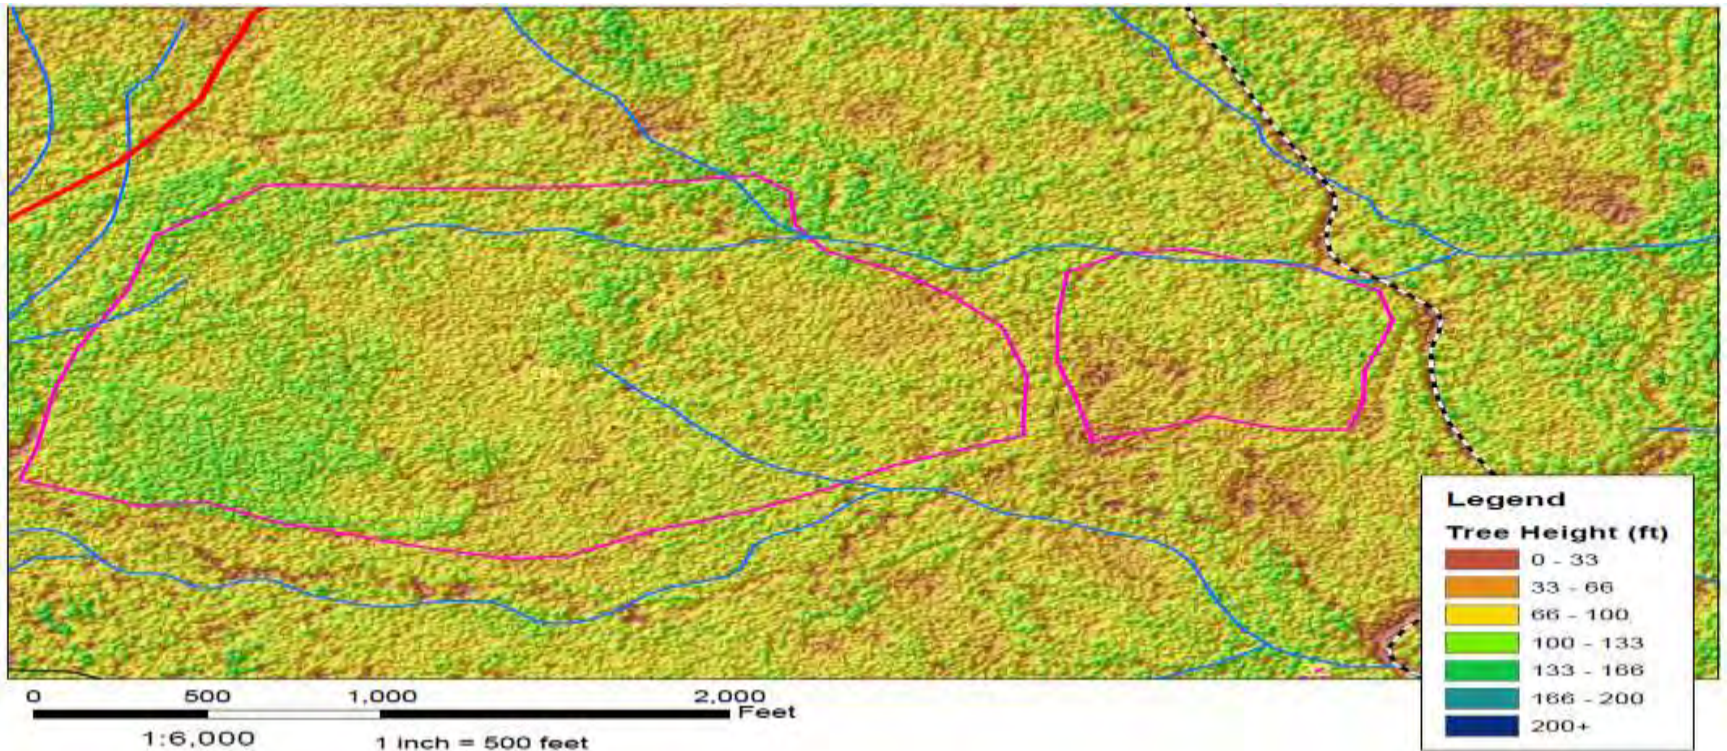 Legend
Tree Height (ft)
0 - 33
33 - 66
66 - 100
100 - 133
133 - 166
166 - 200
200+
0 500 1,000 2,000
Feet
1:6,000 1 inch = 500 feet